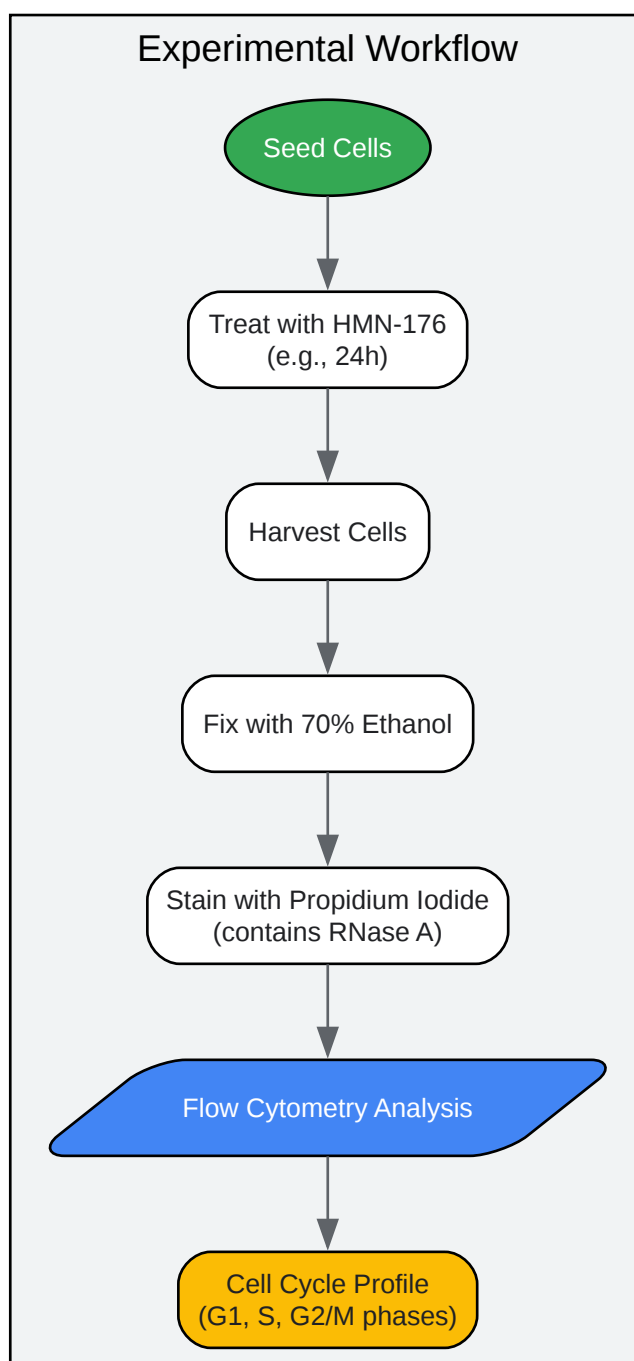 Experimental Workflow
Seed Cells
Treat with HMN-176
(e.g., 24h)
Harvest Cells
Fix with 70% Ethanol
Stain with Propidium Iodide
(contains RNase A)
Flow Cytometry Analysis
Cell Cycle Profile
(G1, S, G2/M phases)